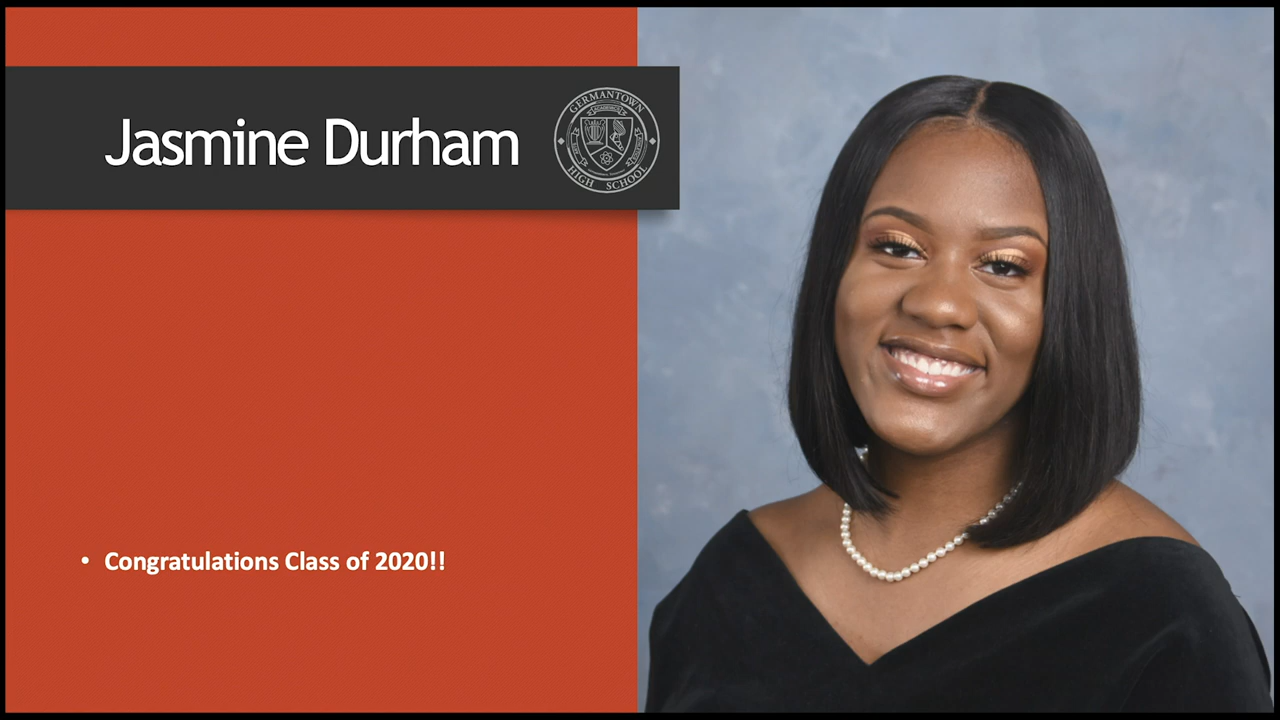 Jasmine Durham
GERMANTOWN
HIGH SCHOOL
• Congratulations Class of 2020!!